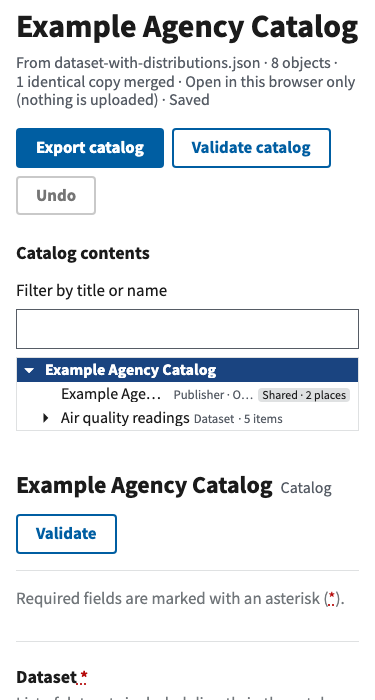 Example Agency Catalog
From dataset-with-distributions.json · 8 objects ·
1 identical copy merged · Open in this browser only
(nothing is uploaded) · Saved
Export catalog
Validate catalog
Undo
Catalog contents
Filter by title or name
Example Agency Catalog
Example Age… Publisher · O… Shared · 2 places
Air quality readings Dataset · 5 items
Example Agency Catalog Catalog
Validate
Required fields are marked with an asterisk (*).
Dataset *